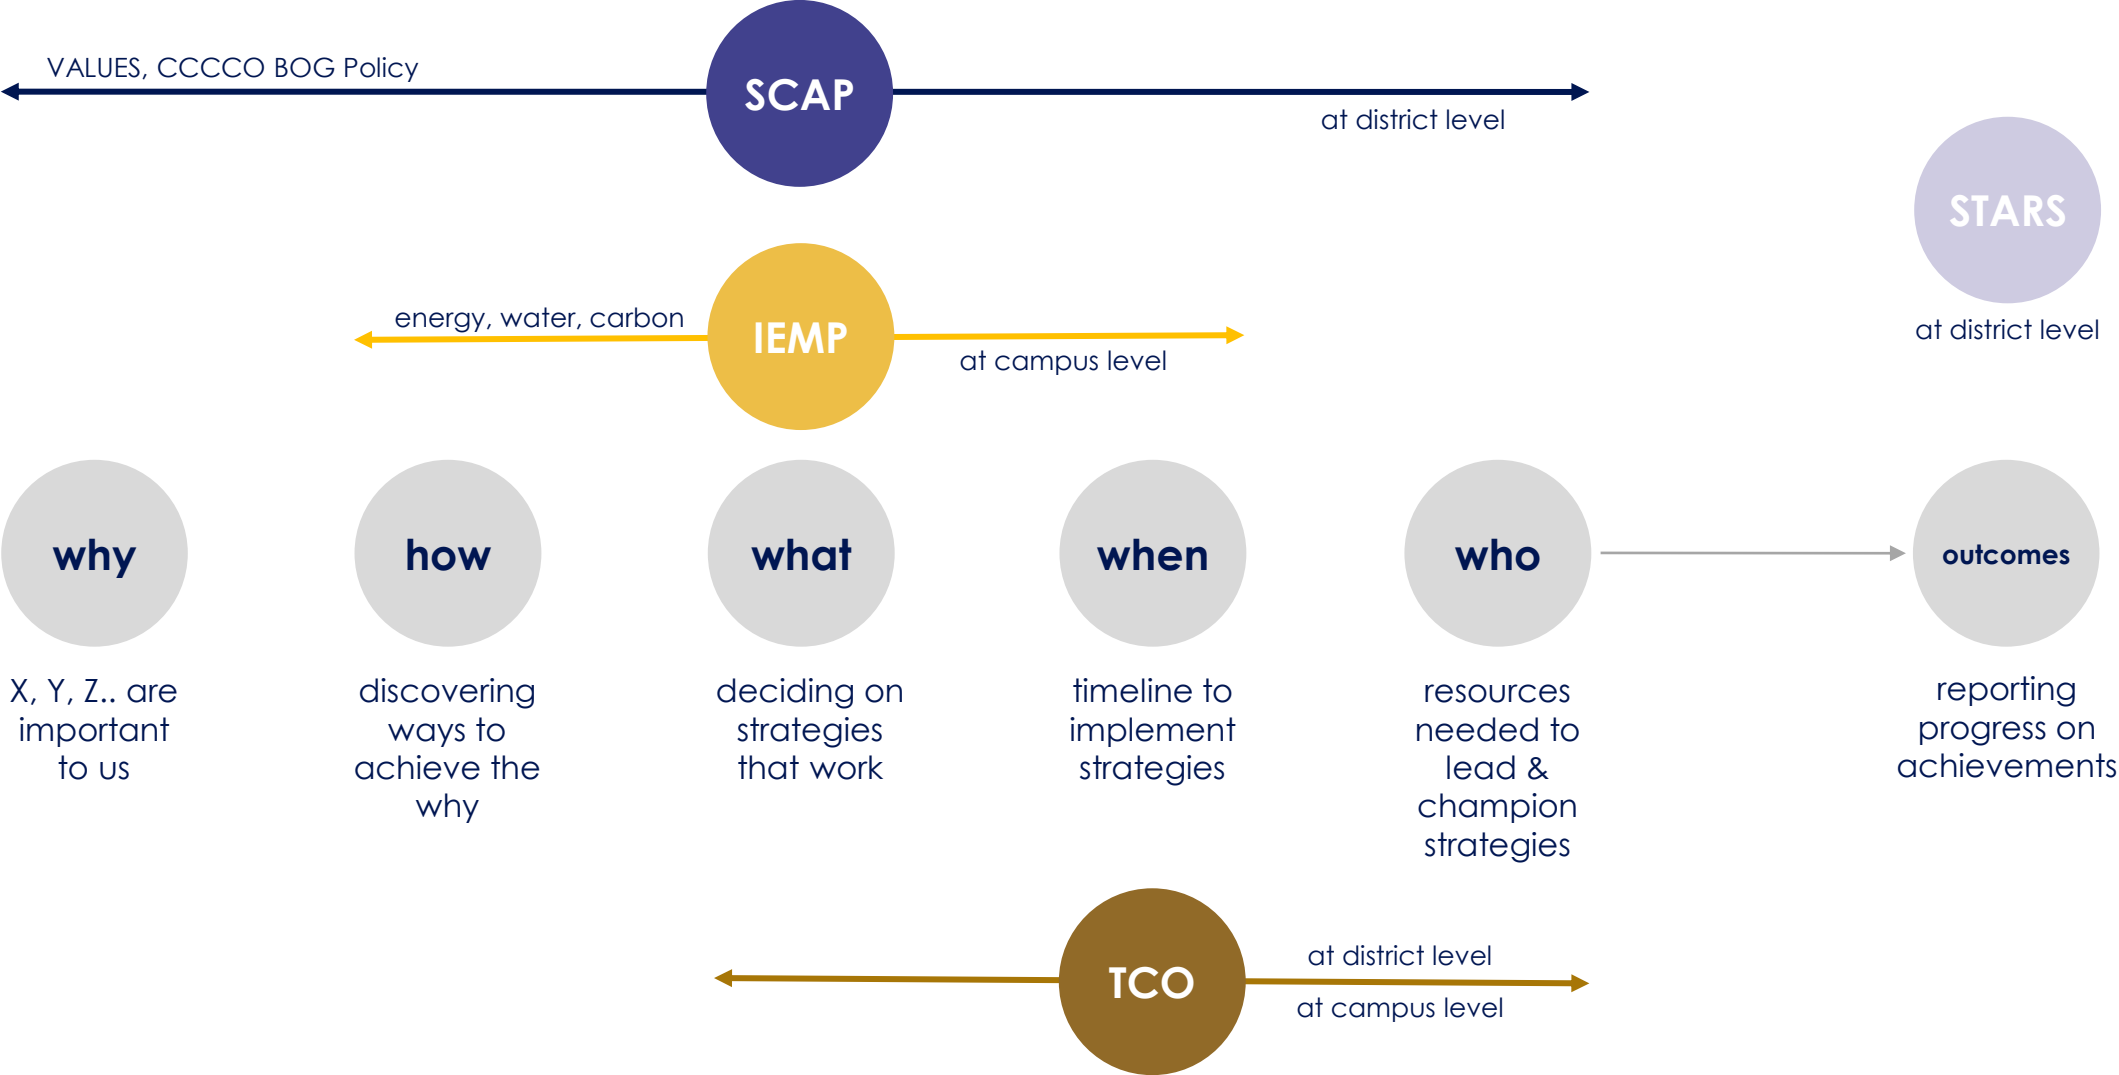 VALUES, CCCCO BOG Policy
SCAP
at district level
STARS
at district level
energy, water, carbon
IEMP
at campus level
why
how
what
when
who
outcomes
X, Y, Z.. are
important
to us
discovering
ways to
achieve the
why
deciding on
strategies
that work
timeline to
implement
strategies
resources
needed to
lead &
champion
strategies
reporting
progress on
achievements
TCO
at district level
at campus level